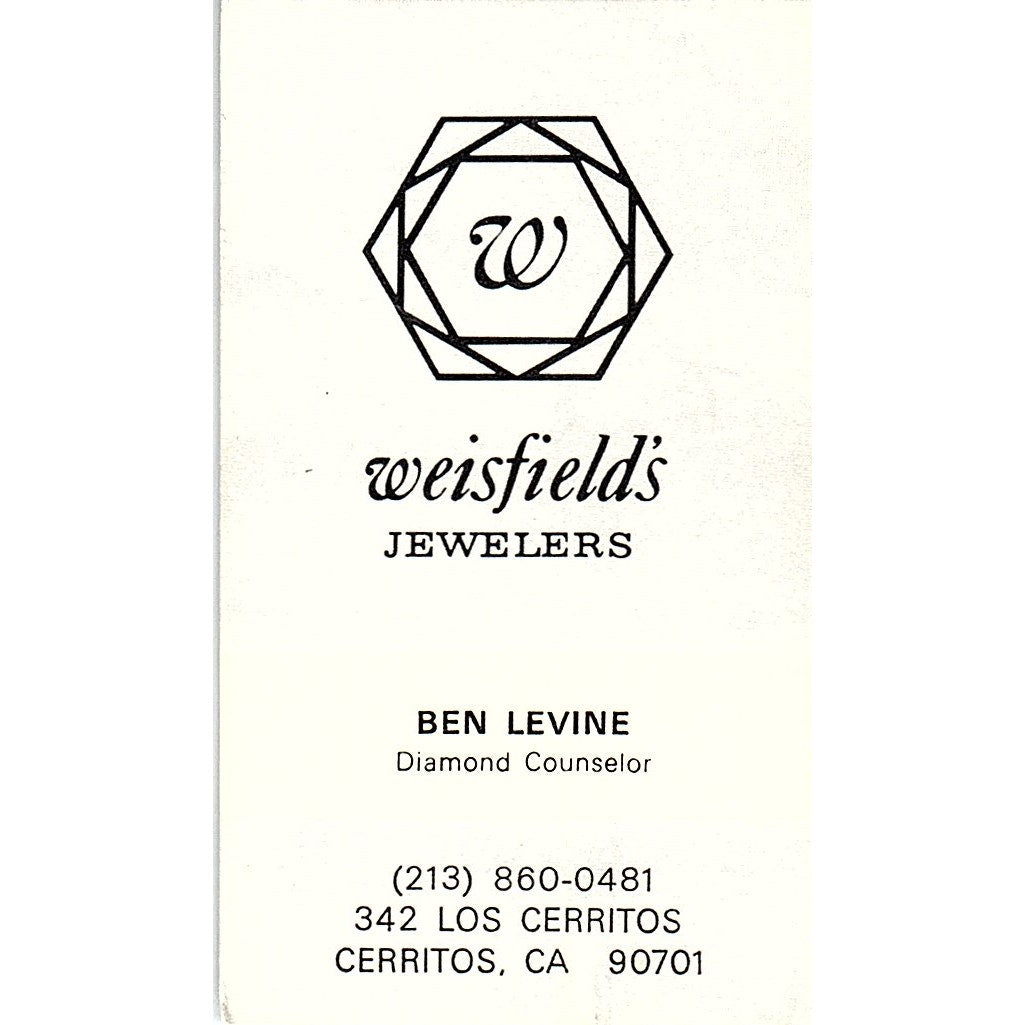 w
weisfield's
JEWELERS
BEN LEVINE
Diamond Counselor
(213) 860-0481
342 LOS CERRITOS
CERRITOS, CA 90701